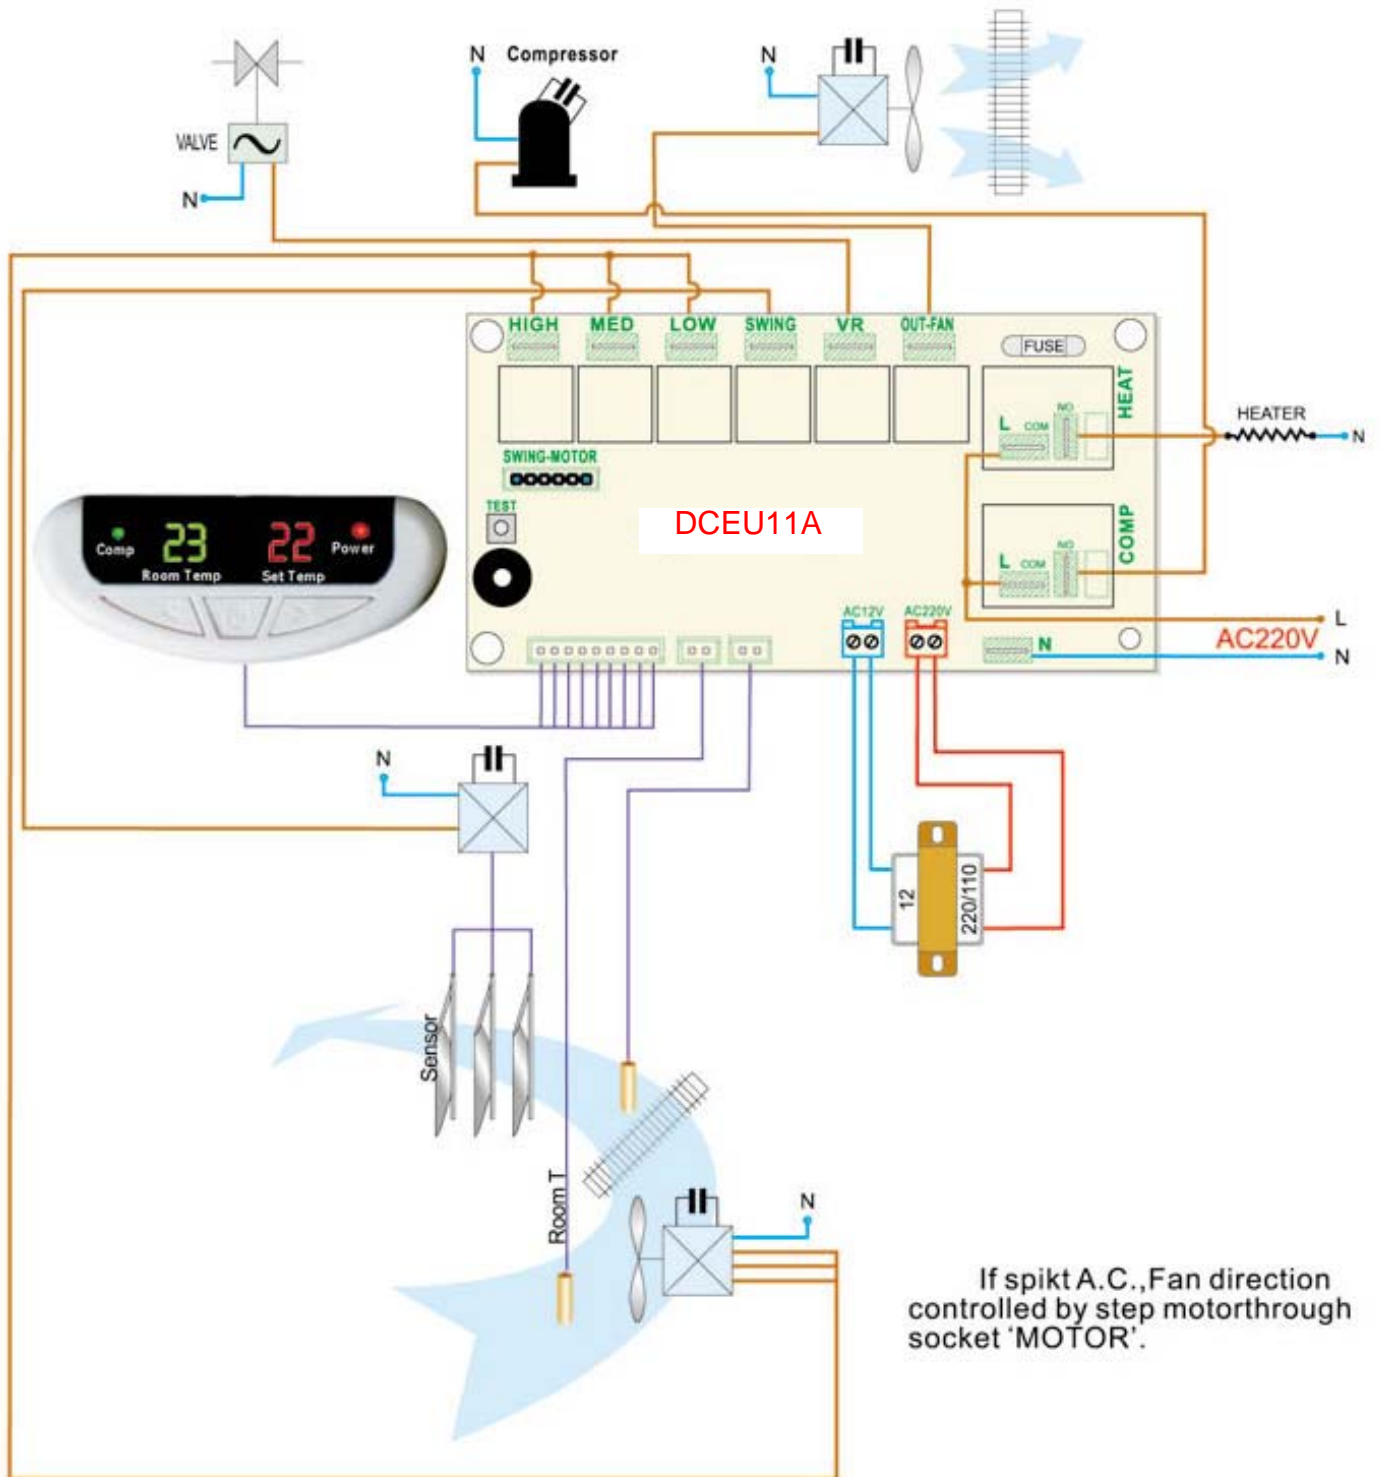 N
Compressor
N
VALVE
N
HIGH
MED
LOW
SWING
VR
OUT-FAN
FUSE
HEAT
L
COM
NO
HEATER
N
SWING-MOTOR
TEST
DCEU11A
COMP
L
COM
NO
Comp
23
22
Power
Room Temp
Set Temp
AC12V
AC220V
N
L
AC220V
N
N
12
220/110
Sensor
Room T
N
If spikt A.C.,Fan direction
controlled by step motorthrough
socket ‘MOTOR’.